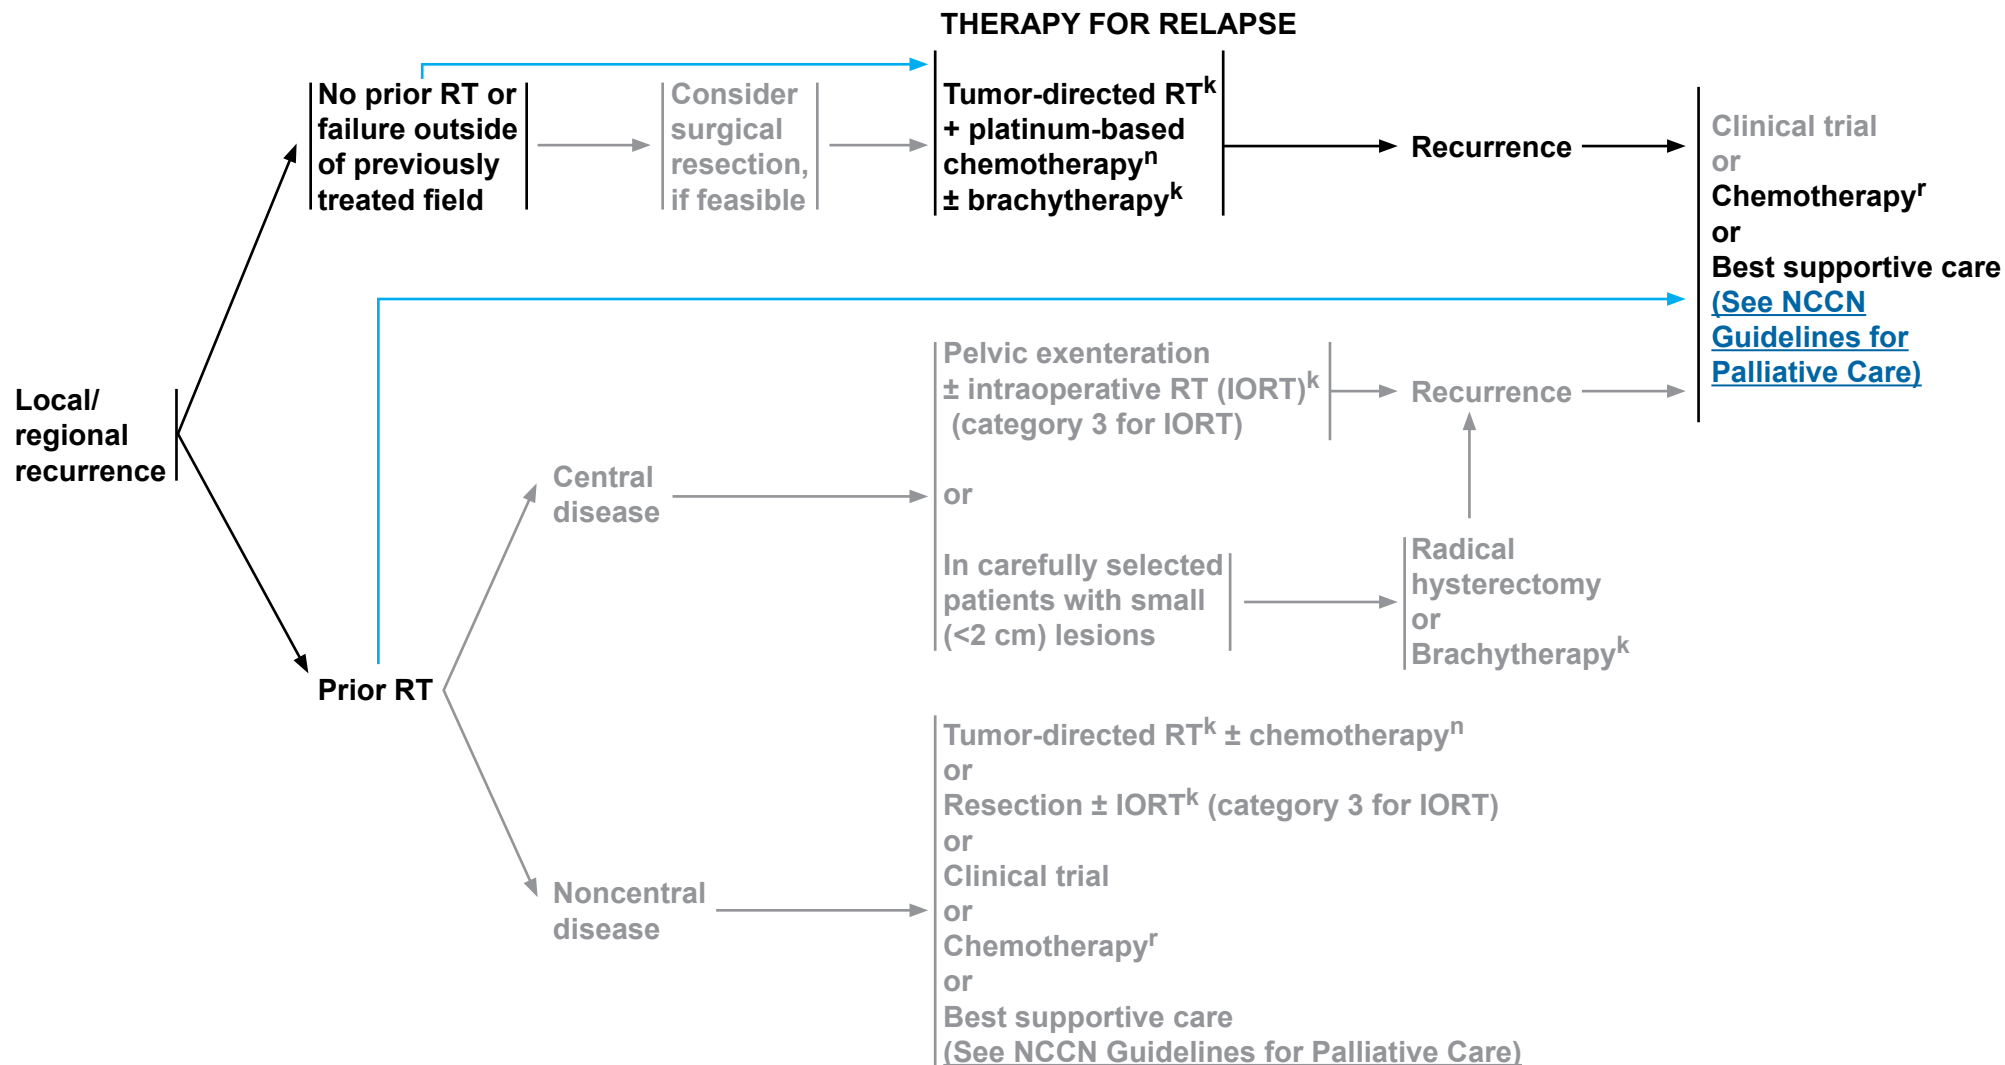 THERAPY FOR RELAPSE
Local/
regional
recurrence
No prior RT or
failure outside
of previously
treated field
Consider
surgical
resection,
if feasible
Tumor-directed RTᵏ
+ platinum-based
chemotherapyⁿ
± brachytherapyᵏ
Recurrence
Clinical trial
or
Chemotherapyʳ
or
Best supportive care
(See NCCN
Guidelines for
Palliative Care)
Prior RT
Central
disease
Pelvic exenteration
± intraoperative RT (IORT)ᵏ
(category 3 for IORT)
or
In carefully selected
patients with small
(<2 cm) lesions
Recurrence
Radical
hysterectomy
or
Brachytherapyᵏ
Noncentral
disease
Tumor-directed RTᵏ ± chemotherapyⁿ
or
Resection ± IORTᵏ (category 3 for IORT)
or
Clinical trial
or
Chemotherapyʳ
or
Best supportive care
(See NCCN Guidelines for Palliative Care)